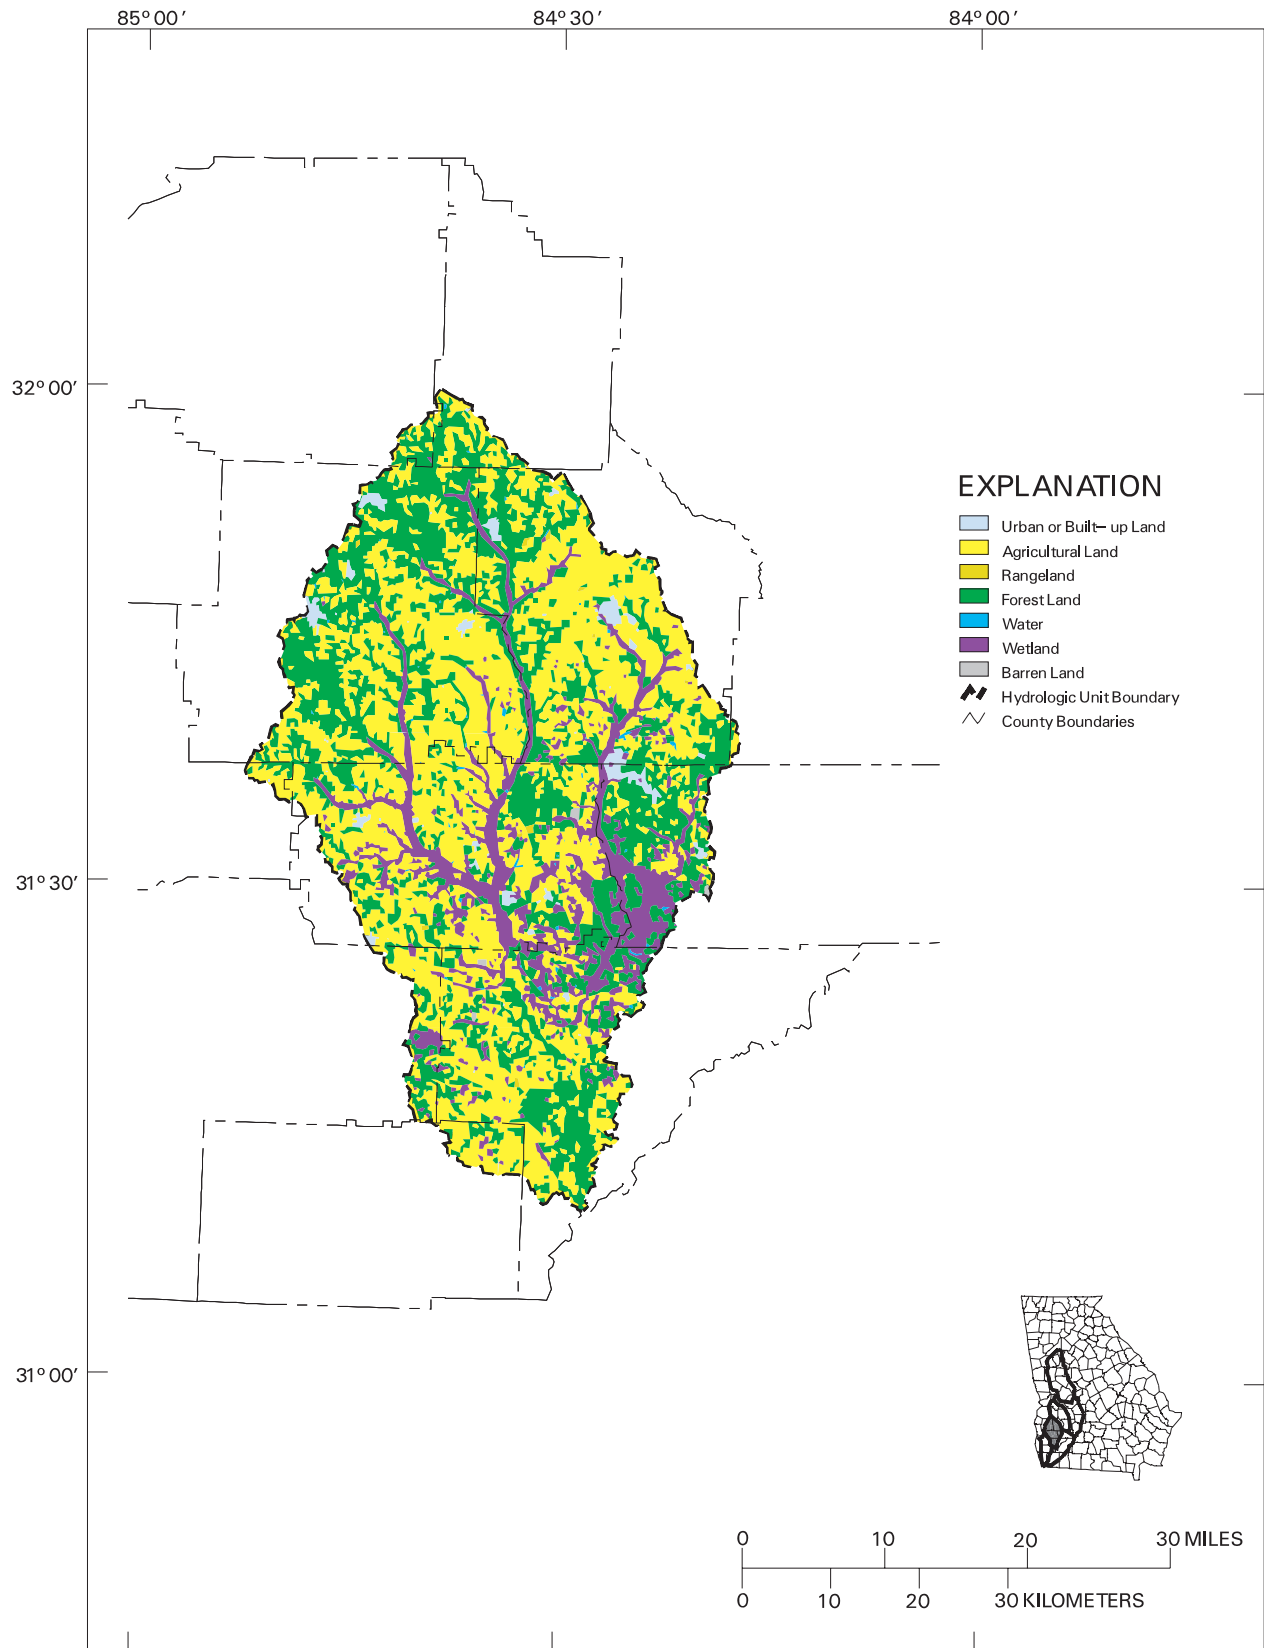 85° 00′ 84° 30′ 84° 00′
32° 00′
EXPLANATION
Urban or Built– up Land
Agricultural Land
Rangeland
Forest Land
Water
Wetland
Barren Land
Hydrologic Unit Boundary
County Boundaries
31° 30′
31° 00′
0 10 20 30 MILES
0 10 20 30 KILOMETERS